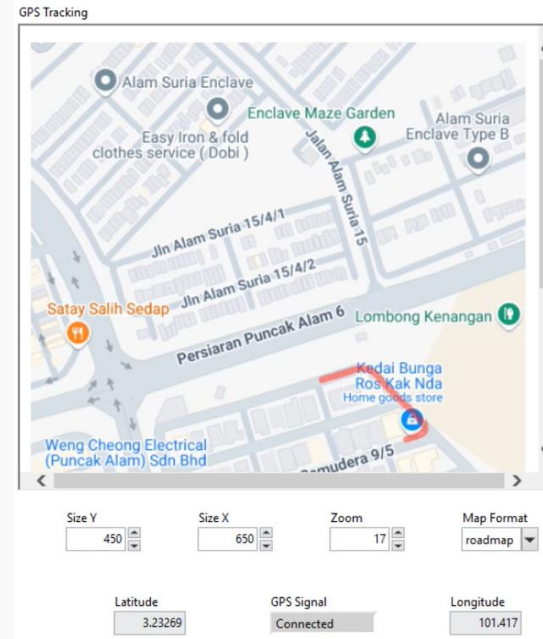 GPS Tracking
Alam Suria Enclave
Enclave Maze Garden
Alam Suria
Enclave Type B
Easy Iron & fold
clothes service ( Dobi )
Jalan Alam Suria 15
Jln Alam Suria 15/4/1
Jln Alam Suria 15/4/2
Satay Salih Sedap
Persiaran Puncak Alam 6
Lombong Kenangan
Kedai Bunga
Ros Kak Nda
Home goods store
Weng Cheong Electrical
(Puncak Alam) Sdn Bhd
9/5
Size Y
Size X
Zoom
Map Format
450
650
17
roadmap
Latitude
GPS Signal
Longitude
3.23269
Connected
101.417